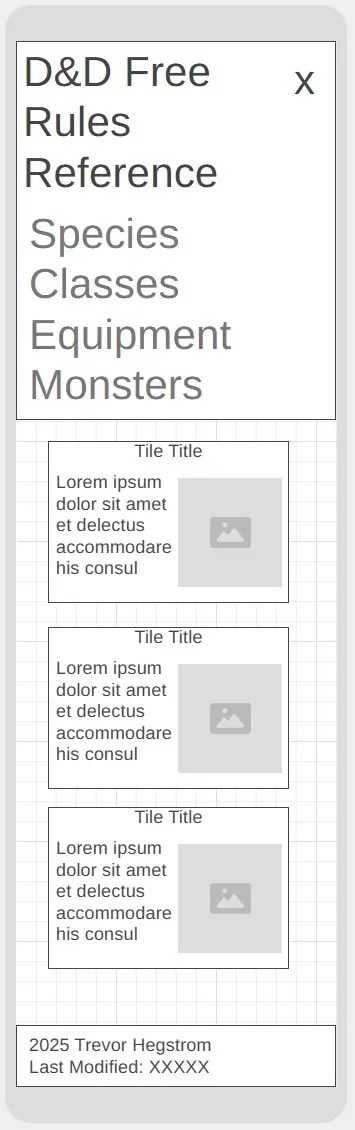 D&D Free
Rules
Reference
X
Species
Classes
Equipment
Monsters
Tile Title
Lorem ipsum
dolor sit amet
et delectus
accommodare
his consul
Tile Title
Lorem ipsum
dolor sit amet
et delectus
accommodare
his consul
Tile Title
Lorem ipsum
dolor sit amet
et delectus
accommodare
his consul
2025 Trevor Hegstrom
Last Modified: XXXXX